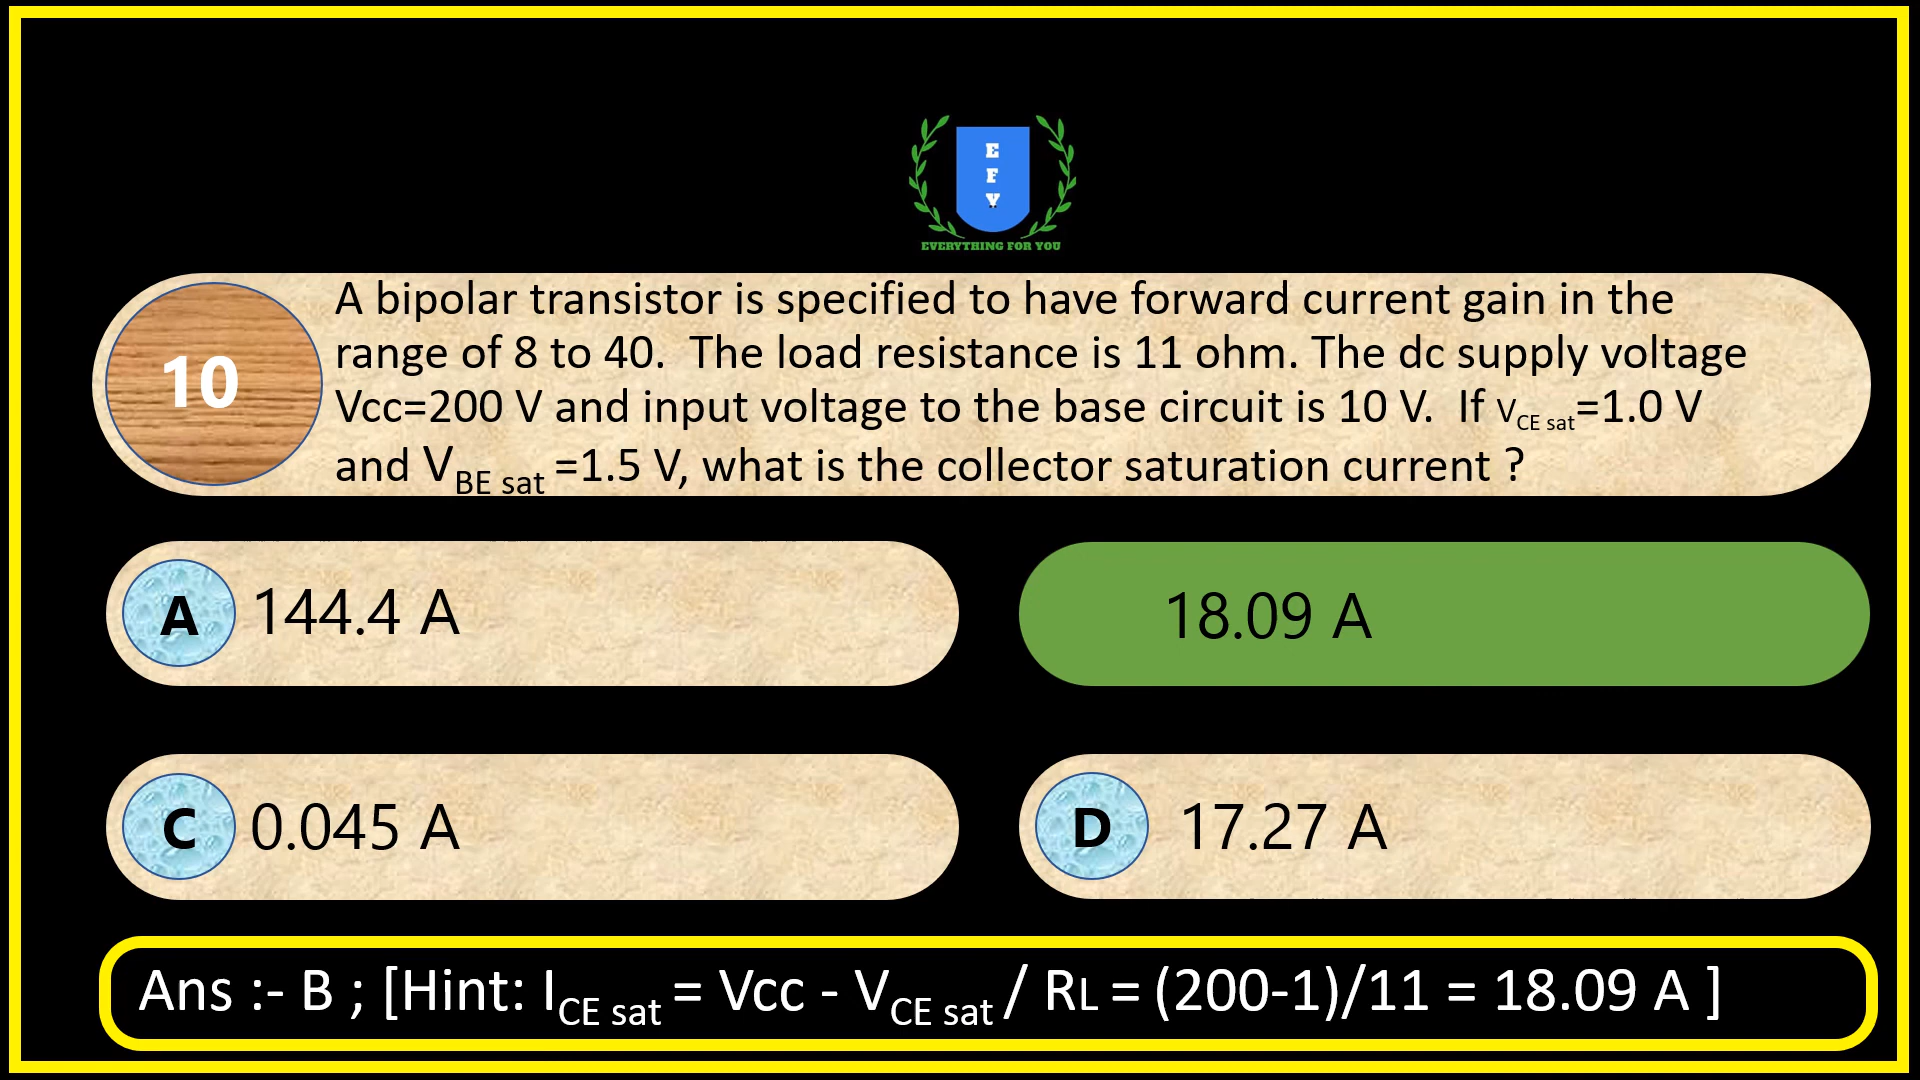 E
F
Y
EVERYTHING FOR YOU
10
A bipolar transistor is specified to have forward current gain in the
range of 8 to 40. The load resistance is 11 ohm. The dc supply voltage
Vcc=200 V and input voltage to the base circuit is 10 V. If VCE sat=1.0 V
and VBE sat =1.5 V, what is the collector saturation current ?
A 144.4 A
18.09 A
C 0.045 A
D 17.27 A
Ans :- B ; [Hint: ICE sat = Vcc - VCE sat / RL = (200-1)/11 = 18.09 A ]